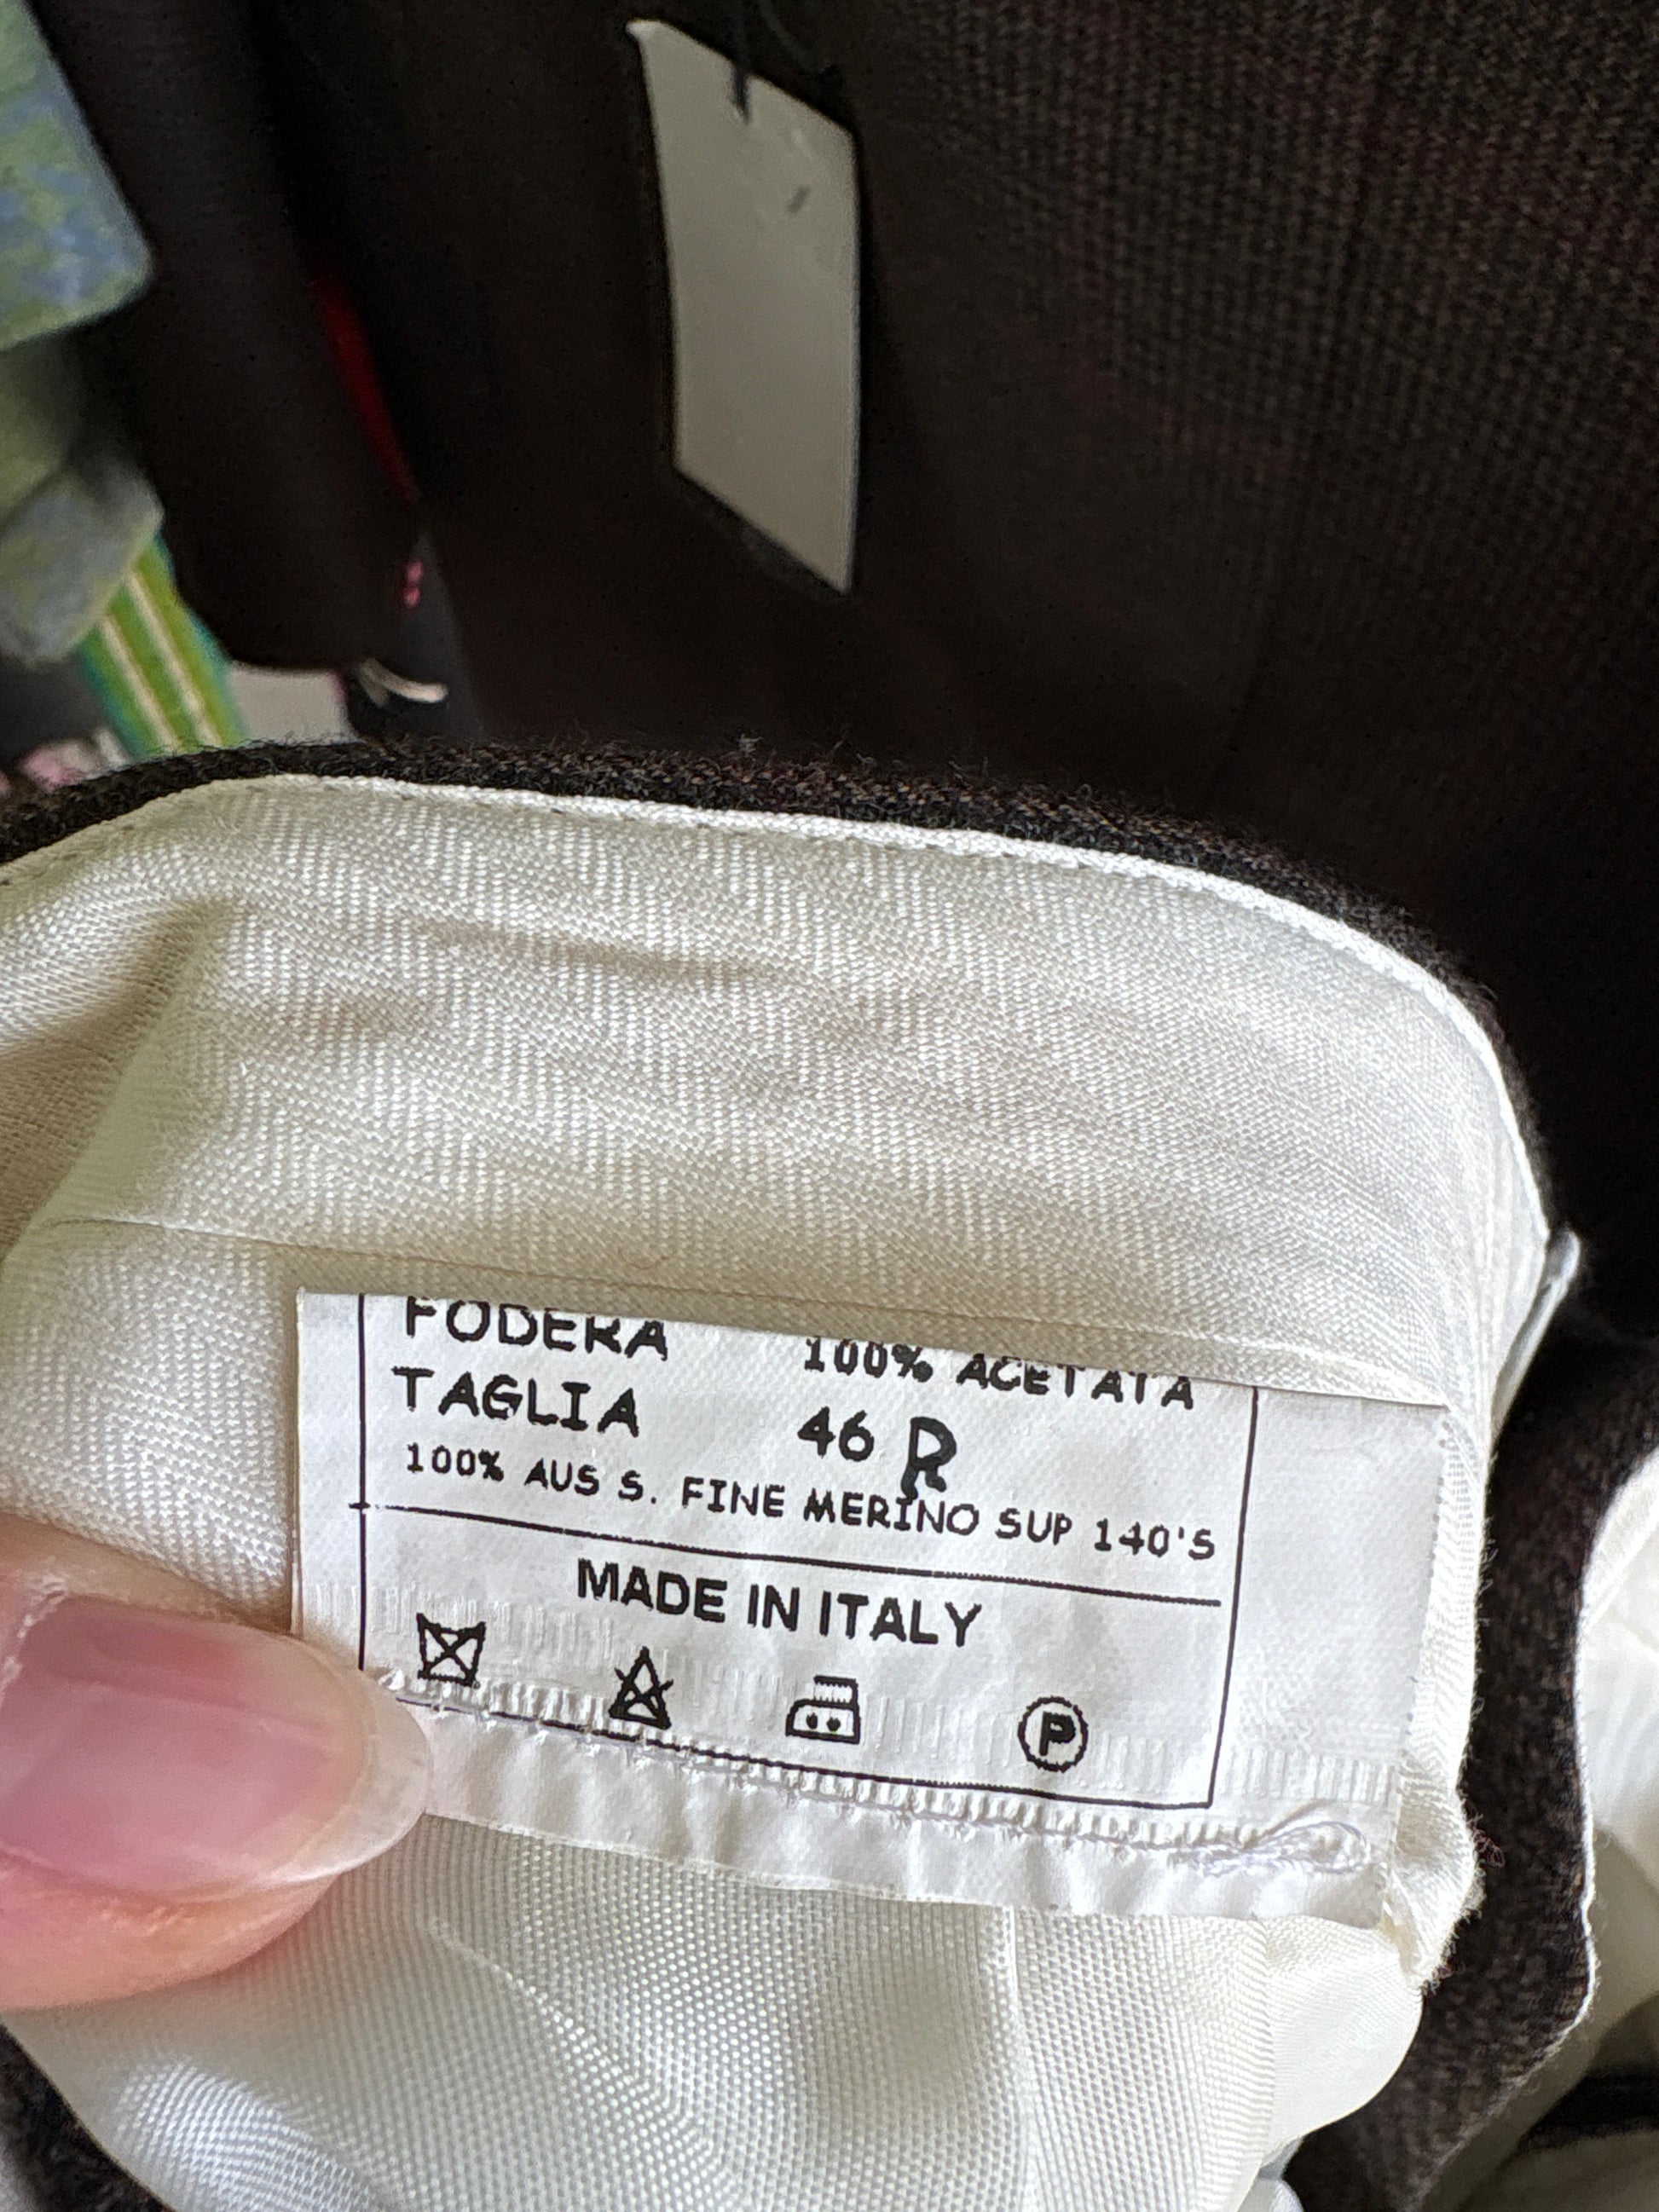 FODERA 100% ACETATA
TAGLIA 46 R
100% AUS S. FINE MERINO SUP 140'S
MADE IN ITALY
P